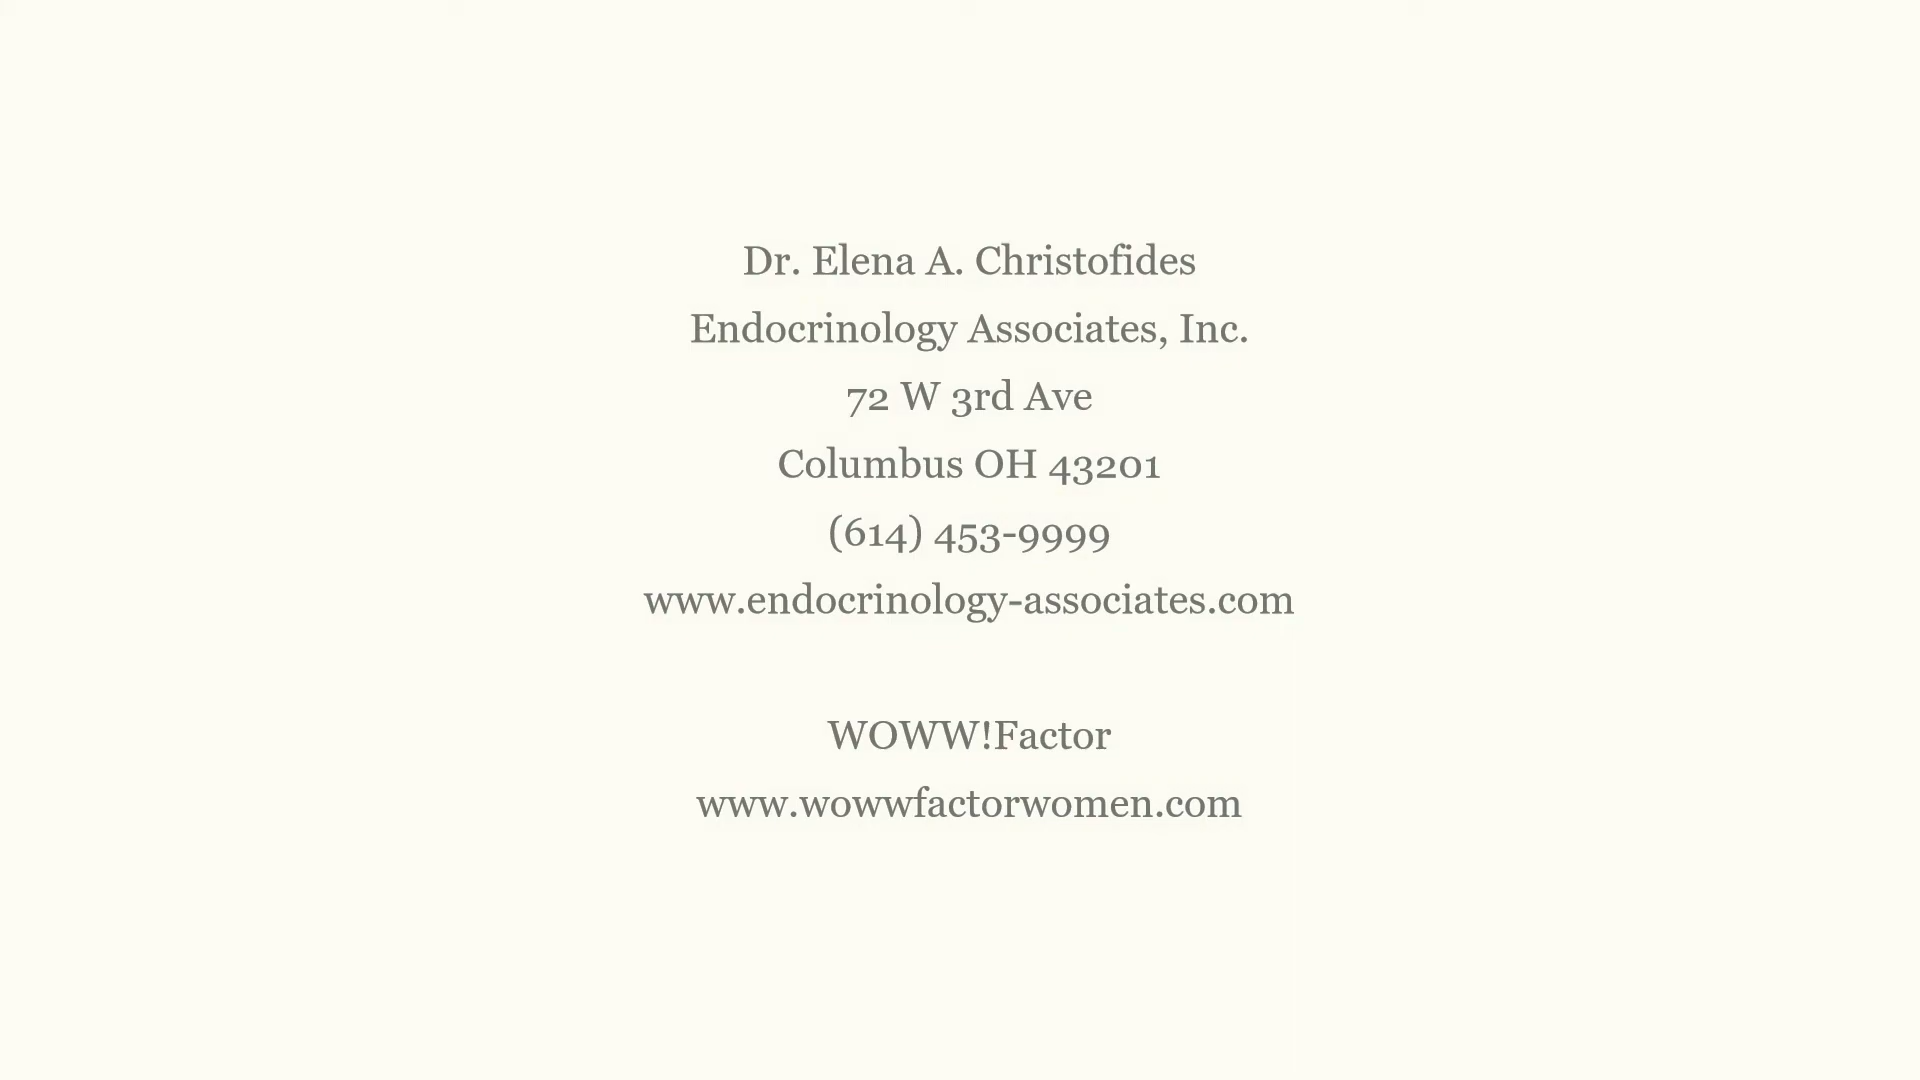 Dr. Elena A. Christofides
Endocrinology Associates, Inc.
72 W 3rd Ave
Columbus OH 43201
(614) 453-9999
www.endocrinology-associates.com
WOWW!Factor
www.wowwfactorwomen.com